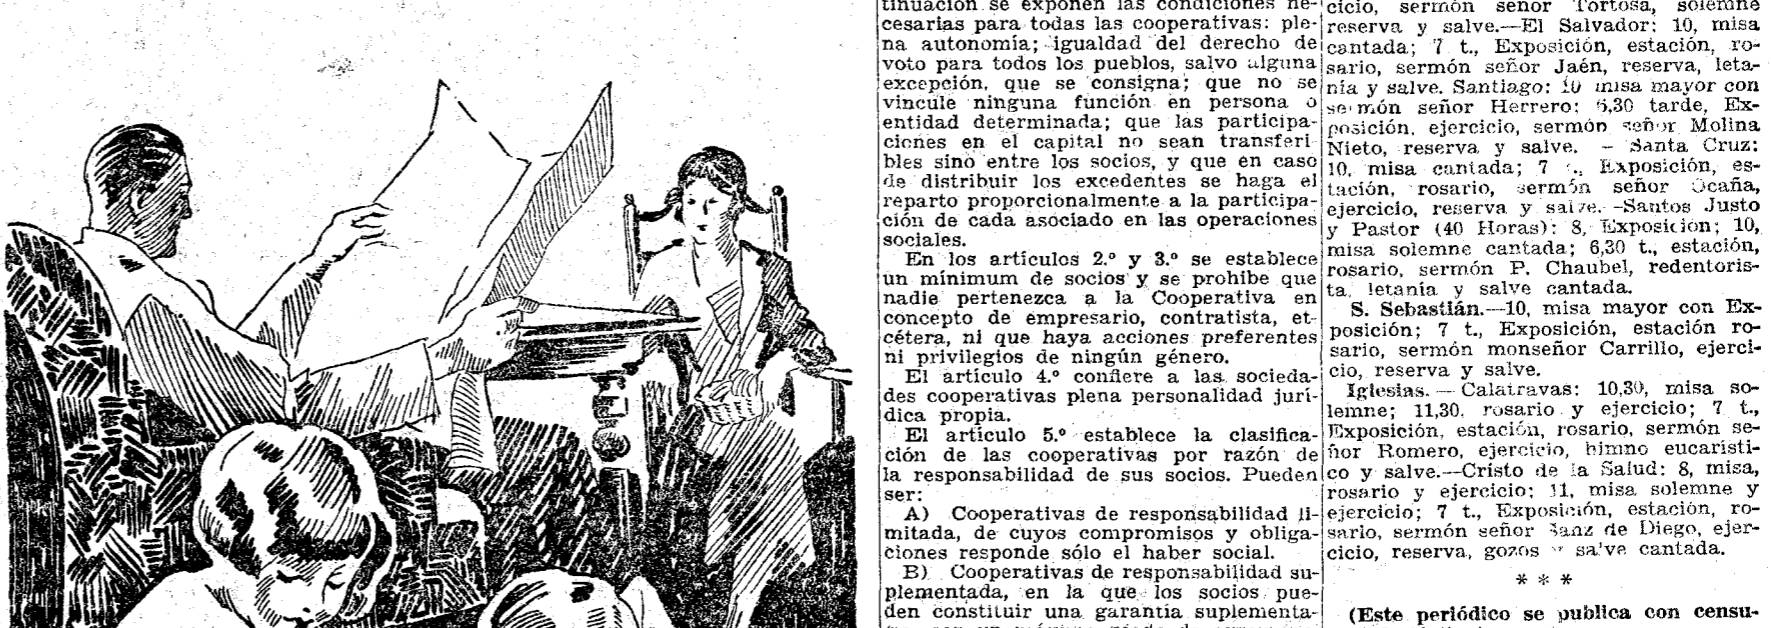 tinuación se exponen las condiciones ne-
cesarias para todas las cooperativas: ple-
na autonomía; igualdad del derecho de
voto para todos los pueblos, salvo alguna
excepción, que se consigna; que no se
vincule ninguna función en persona o
entidad determinada; que las participa-
ciones en el capital no sean transferi
bles sino entre los socios, y que en caso
de distribuir los excedentes se haga el
reparto proporcionalmente a la participa-
ción de cada asociado en las operaciones
sociales.
En los artículos 2.º y 3.º se establece
un mínimum de socios y se prohibe que
nadie pertenezca a la Cooperativa en
concepto de empresario, contratista, et-
cétera, ni que haya acciones preferentes
ni privilegios de ningún género.
El artículo 4.º confiere a las socieda-
des cooperativas plena personalidad jurí-
dica propia.
El artículo 5.º establece la clasifica-
ción de las cooperativas por razón de
la responsabilidad de sus socios. Pueden
ser:
A) Cooperativas de responsabilidad li-
mitada, de cuyos compromisos y obliga-
ciones responde sólo el haber social.
B) Cooperativas de responsabilidad su-
plementada, en la que los socios pue-
den constituir una garantía suplementa-
cicio, sermón señor Tortosa, solemne
reserva y salve.—El Salvador: 10, misa
cantada; 7 t., Exposición, estación, ro-
sario, sermón señor Jaén, reserva, leta-
nía y salve. Santiago: 10 misa mayor con
sermón señor Herrero; 6,30 tarde, Ex-
posición, ejercicio, sermón señor Molina
Nieto, reserva y salve. — Santa Cruz:
10, misa cantada; 7 Exposición, es-
tación, rosario, sermón señor Ocaña,
ejercicio, reserva y salve.—Santos Justo
y Pastor (40 Horas): 8, Exposición; 10,
misa solemne cantada; 6,30 t., estación,
rosario, sermón P. Chaubel, redentoris-
ta, letanía y salve cantada.
S. Sebastián.—10, misa mayor con Ex-
posición; 7 t., Exposición, estación ro-
sario, sermón monseñor Carrillo, ejerci-
cio, reserva y salve.
Iglesias. — Calatravas: 10,30, misa so-
lemne; 11,30, rosario y ejercicio; 7 t.,
Exposición, estación, rosario, sermón se-
ñor Romero, ejercicio, himno eucarísti-
co y salve.—Cristo de la Salud: 8, misa,
rosario y ejercicio; 11, misa solemne y
ejercicio; 7 t., Exposición, estación, ro-
sario, sermón señor Sanz de Diego, ejer-
cicio, reserva, gozos y salve cantada.
* * *
(Este periódico se publica con censu-